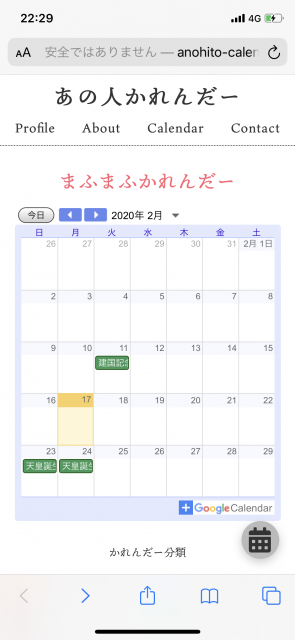 22:29 4G
AA 安全ではありません — anohito-caler
あの人かれんだー
Profile About Calendar Contact
まふまふかれんだー
今日 2020年 2月
日 月 火 水 木 金 土
26 27 28 29 30 31 2月 1日
2 3 4 5 6 7 8
9 10 11 12 13 14 15
建国記念
16 17 18 19 20 21 22
23 24 25 26 27 28 29
天皇誕生 天皇誕生
+ Google Calendar
かれんだー分類